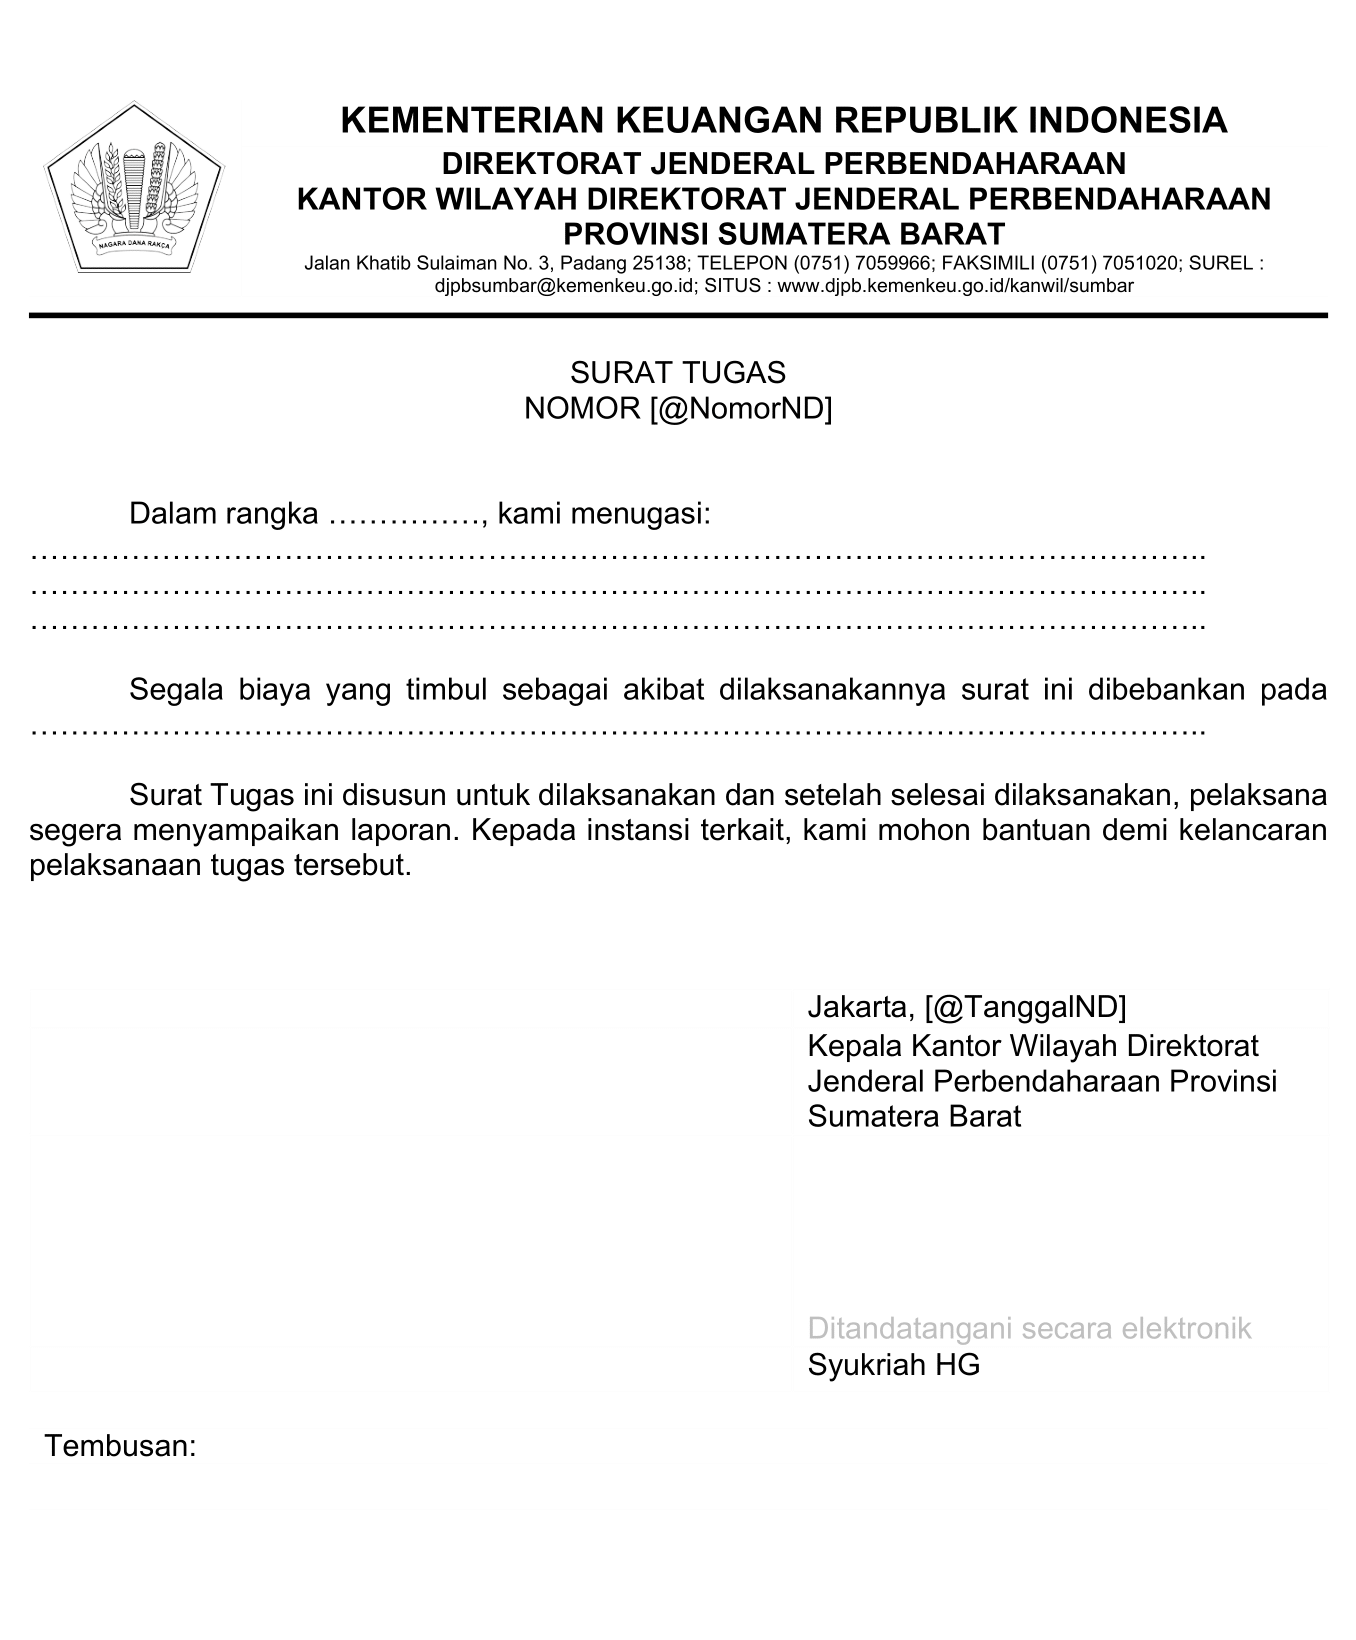 KEMENTERIAN KEUANGAN REPUBLIK INDONESIA
DIREKTORAT JENDERAL PERBENDAHARAAN
KANTOR WILAYAH DIREKTORAT JENDERAL PERBENDAHARAAN
PROVINSI SUMATERA BARAT
Jalan Khatib Sulaiman No. 3, Padang 25138; TELEPON (0751) 7059966; FAKSIMILI (0751) 7051020; SUREL :
djpbsumbar@kemenkeu.go.id; SITUS : www.djpb.kemenkeu.go.id/kanwil/sumbar
NAGARA DANA RAKCA
SURAT TUGAS
NOMOR [@NomorND]
Dalam rangka ……………, kami menugasi:
……………………………………………………………………………………………………..
……………………………………………………………………………………………………..
……………………………………………………………………………………………………..
Segala biaya yang timbul sebagai akibat dilaksanakannya surat ini dibebankan pada
……………………………………………………………………………………………………..
Surat Tugas ini disusun untuk dilaksanakan dan setelah selesai dilaksanakan, pelaksana
segera menyampaikan laporan. Kepada instansi terkait, kami mohon bantuan demi kelancaran
pelaksanaan tugas tersebut.
Jakarta, [@TanggalND]
Kepala Kantor Wilayah Direktorat
Jenderal Perbendaharaan Provinsi
Sumatera Barat
Ditandatangani secara elektronik
Syukriah HG
Tembusan: